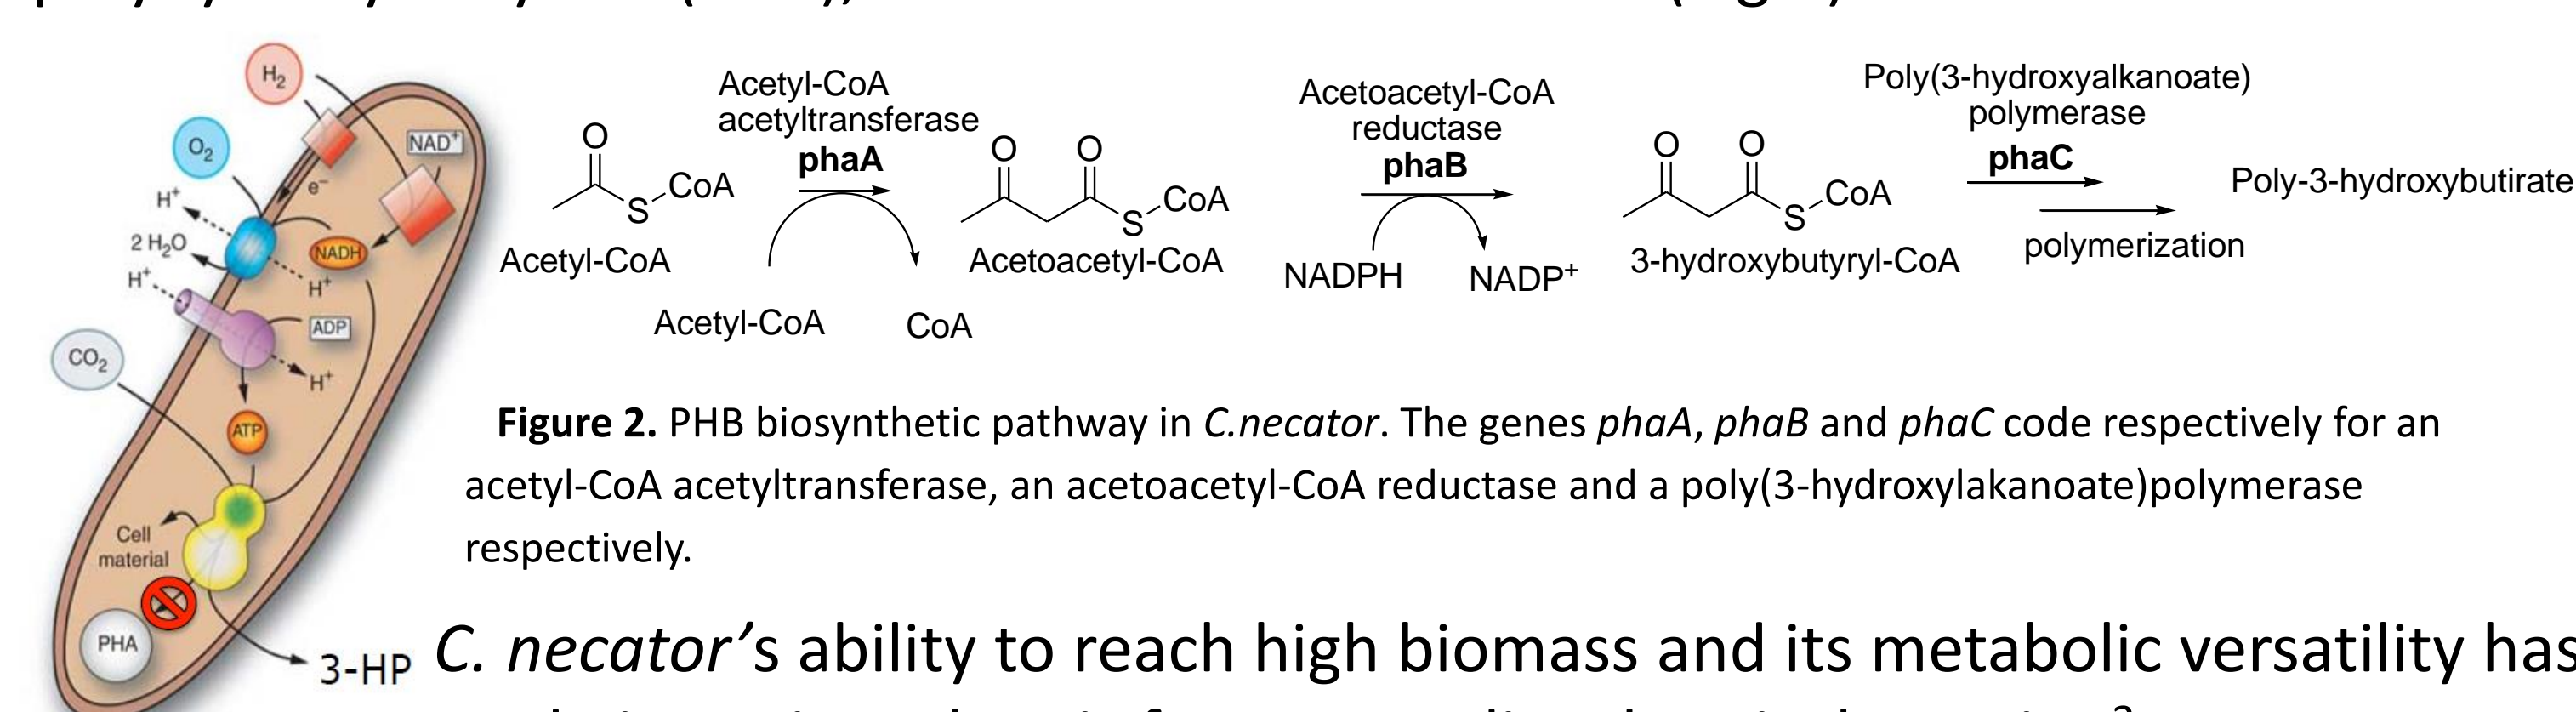 H2
O2
NAD+
e−
H+
2 H2O
NADH
H+
H+
ADP
CO2
H+
ATP
Cell
material
PHA
3-HP
O
S
CoA
Acetyl-CoA
Acetyl-CoA
acetyltransferase
phaA
Acetyl-CoA
CoA
O
O
S
CoA
Acetoacetyl-CoA
Acetoacetyl-CoA
reductase
phaB
NADPH
NADP+
O
O
S
CoA
3-hydroxybutyryl-CoA
Poly(3-hydroxyalkanoate)
polymerase
phaC
polymerization
Poly-3-hydroxybutirate
Figure 2. PHB biosynthetic pathway in C.necator. The genes phaA, phaB and phaC code respectively for an
acetyl-CoA acetyltransferase, an acetoacetyl-CoA reductase and a poly(3-hydroxylakanoate)polymerase
respectively.
C. necator’s ability to reach high biomass and its metabolic versatility has